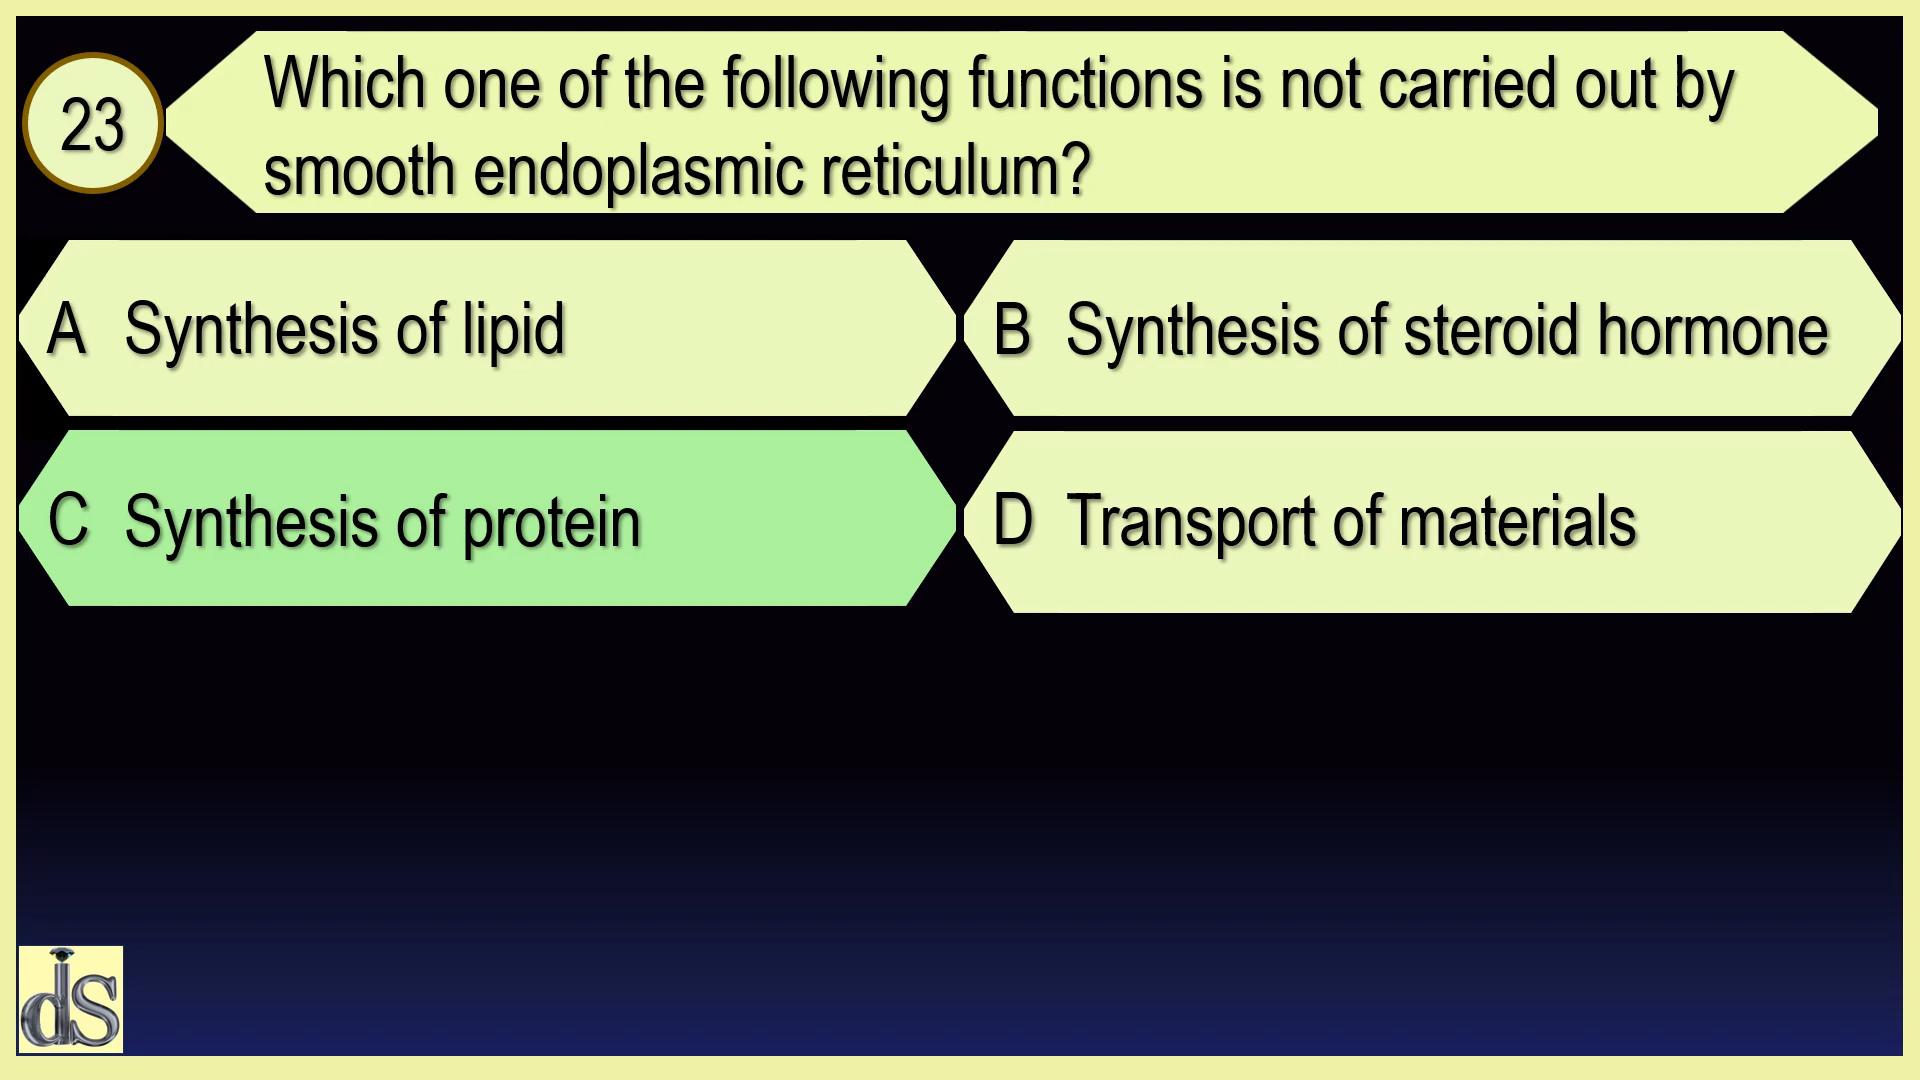 23
Which one of the following functions is not carried out by
smooth endoplasmic reticulum?
A Synthesis of lipid
B Synthesis of steroid hormone
C Synthesis of protein
D Transport of materials
ds